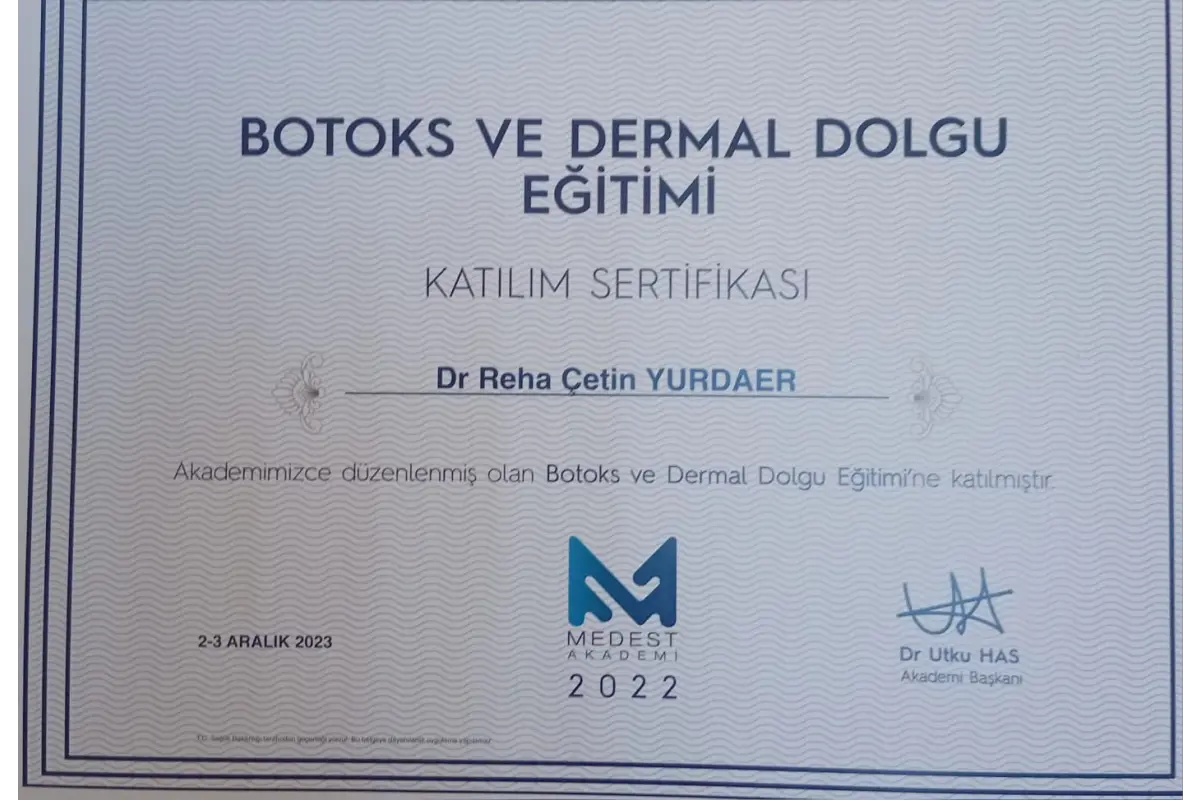 BOTOKS VE DERMAL DOLGU
EĞİTİMİ
KATILIM SERTİFİKASI
Dr Reha Çetin YURDAER
Akademimizce düzenlenmiş olan Botoks ve Dermal Dolgu Eğitimi'ne katılmıştır.
2-3 ARALIK 2023
MEDEST
AKADEMİ
2022
Dr Utku HAS
Akademi Başkanı